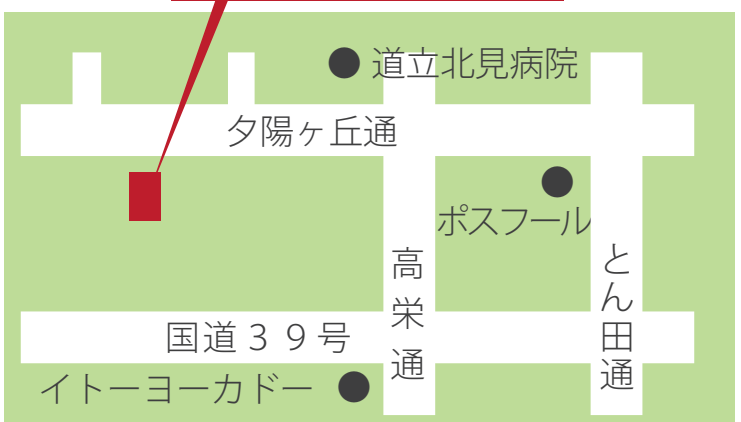 道立北見病院
夕陽ヶ丘通
ポスフール
高栄通
とん田通
国道３９号
イトーヨーカドー